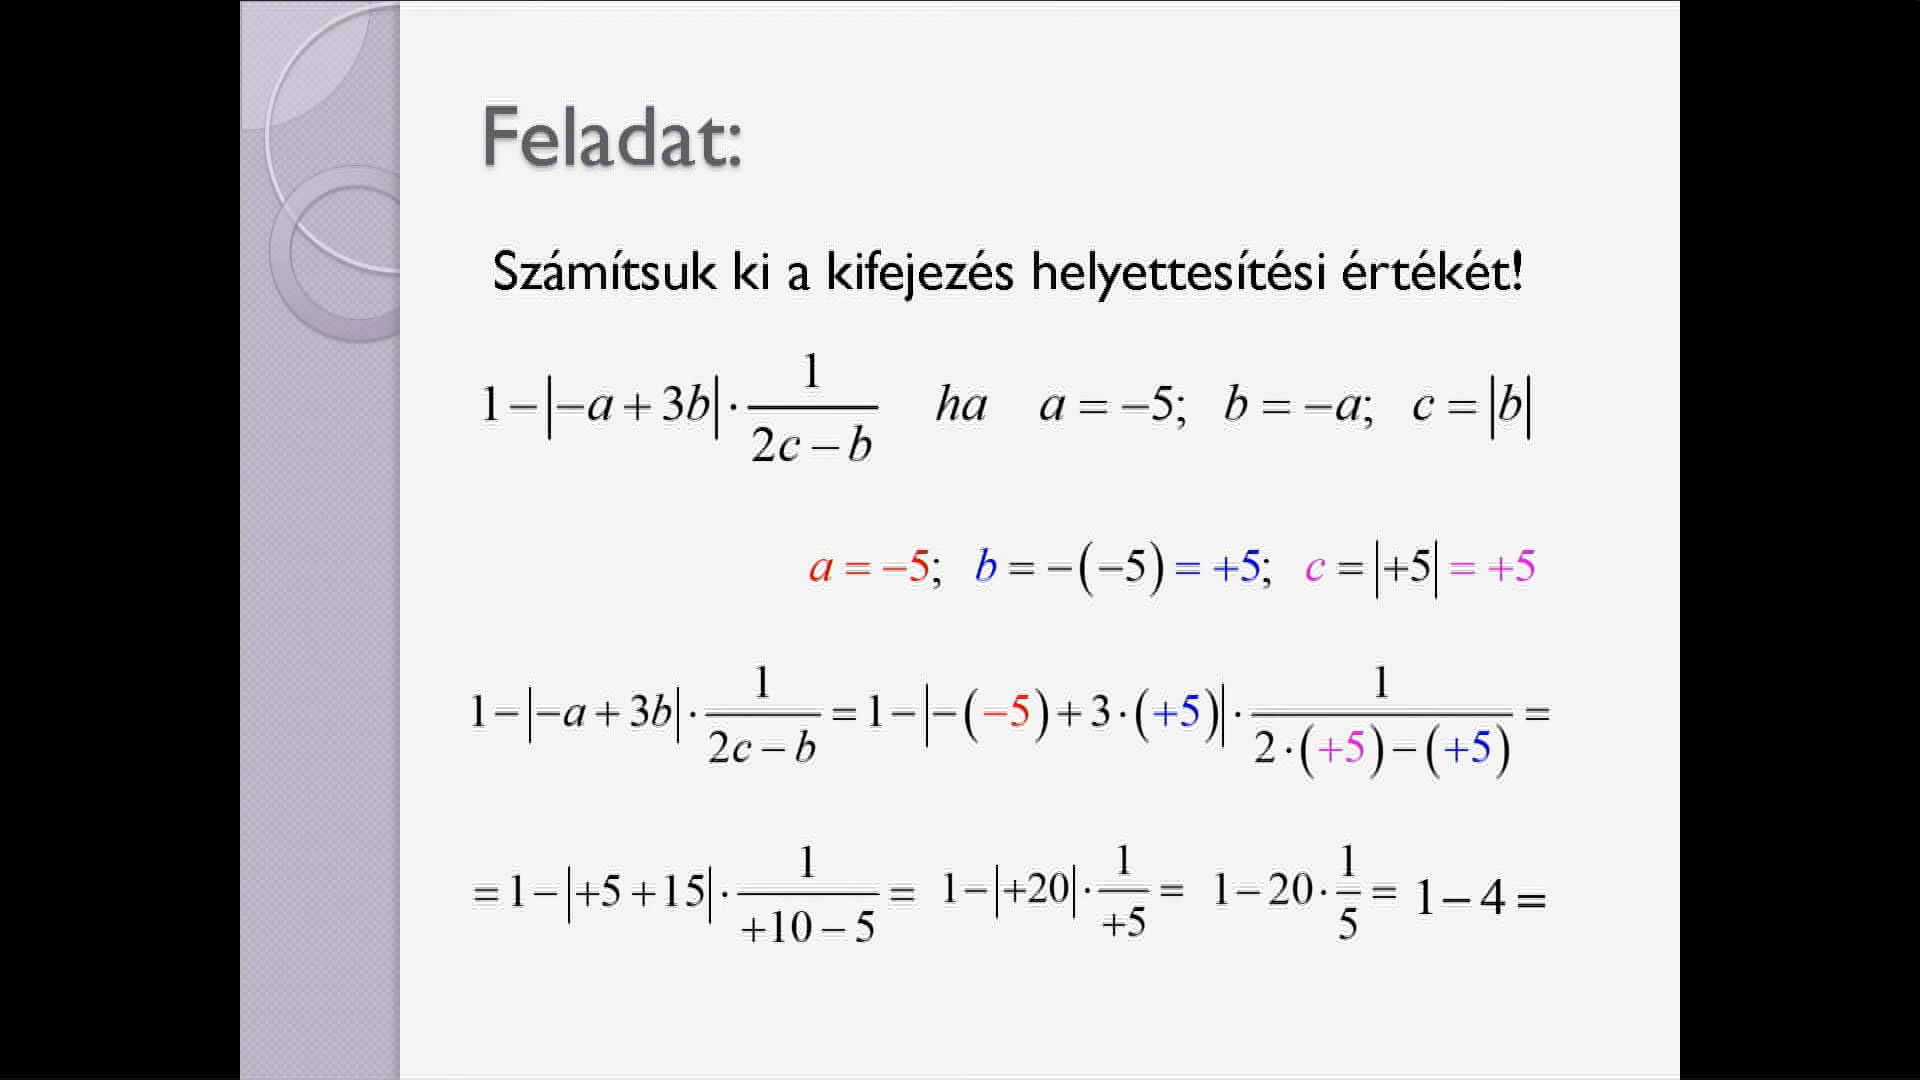 Feladat:
Számítsuk ki a kifejezés helyettesítési értékét!
1 − |−a + 3b| · 1/(2c − b) ha a = −5; b = −a; c = |b|
a = −5; b = −(−5) = +5; c = |+5| = +5
1 − |−a + 3b| · 1/(2c − b) = 1 − |−(−5) + 3 · (+5)| · 1/(2 · (+5) − (+5)) =
= 1 − |+5 + 15| · 1/(+10 − 5) = 1 − |+20| · 1/(+5) = 1 − 20 · 1/5 = 1 − 4 =